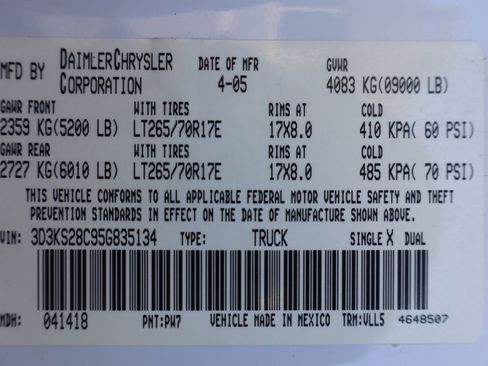 MFD BY DAIMLERCHRYSLER CORPORATION DATE OF MFR 4-05 GVWR 4083 KG(09000 LB)
GAWR FRONT WITH TIRES RIMS AT COLD
2359 KG(5200 LB) LT265/70R17E 17X8.0 410 KPA( 60 PSI)
GAWR REAR WITH TIRES RIMS AT COLD
2727 KG(6010 LB) LT265/70R17E 17X8.0 485 KPA( 70 PSI)
THIS VEHICLE CONFORMS TO ALL APPLICABLE FEDERAL MOTOR VEHICLE SAFETY AND THEFT
PREVENTION STANDARDS IN EFFECT ON THE DATE OF MANUFACTURE SHOWN ABOVE.
VIN: 3D3KS28C95G835134 TYPE: TRUCK SINGLE X DUAL
MDH: 041418 PNT:PW7 VEHICLE MADE IN MEXICO TRM:VLL5 4648507